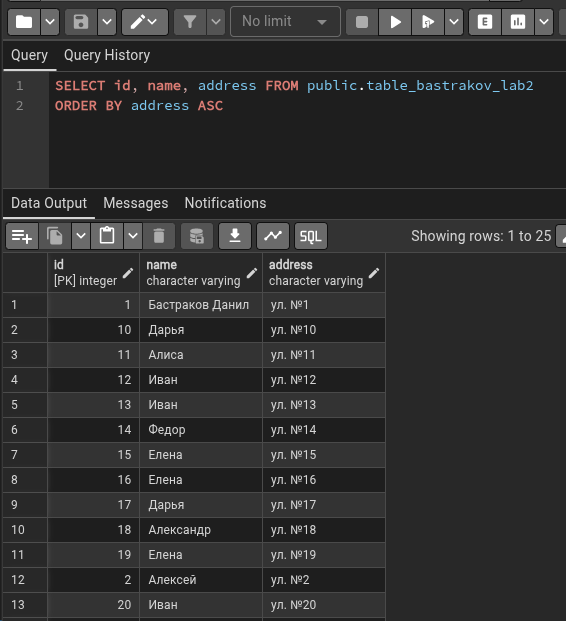 No limit
E
Query Query History
1 SELECT id, name, address FROM public.table_bastrakov_lab2
2 ORDER BY address ASC
Data Output Messages Notifications
SQL Showing rows: 1 to 25
id name address
[PK] integer character varying character varying
1 1 Бастраков Данил ул. №1
2 10 Дарья ул. №10
3 11 Алиса ул. №11
4 12 Иван ул. №12
5 13 Иван ул. №13
6 14 Федор ул. №14
7 15 Елена ул. №15
8 16 Елена ул. №16
9 17 Дарья ул. №17
10 18 Александр ул. №18
11 19 Елена ул. №19
12 2 Алексей ул. №2
13 20 Иван ул. №20